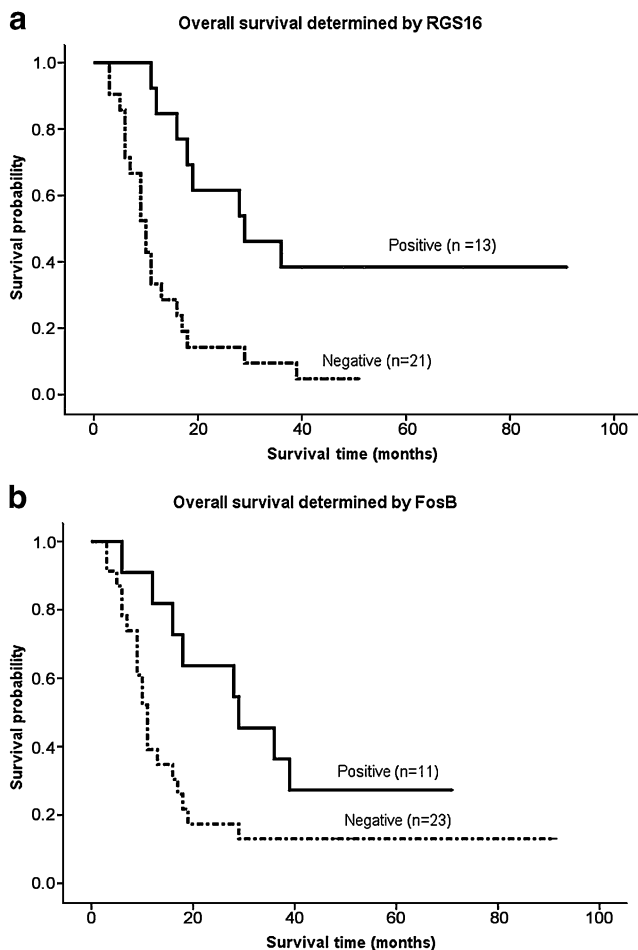 a
Overall survival determined by RGS16
Survival probability
1.0
0.8
0.6
0.4
0.2
0.0
Positive (n =13)
Negative (n=21)
0 20 40 60 80 100
Survival time (months)
b
Overall survival determined by FosB
Survival probability
1.0
0.8
0.6
0.4
0.2
0.0
Positive (n=11)
Negative (n=23)
0 20 40 60 80 100
Survival time (months)